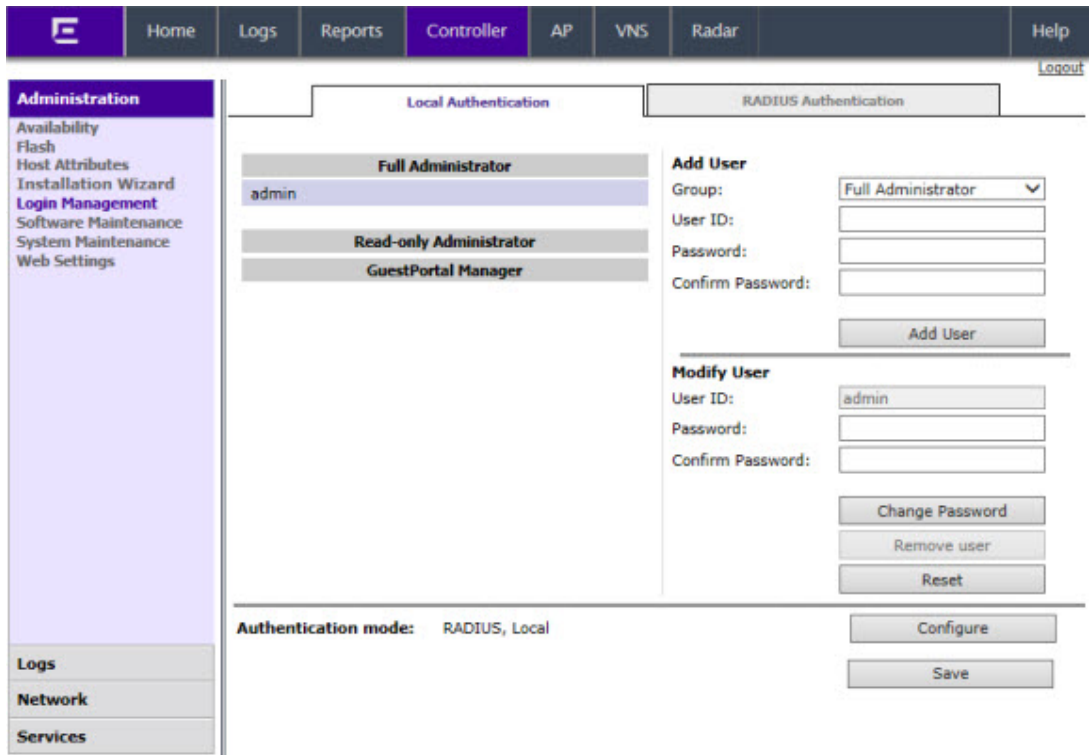 Home Logs Reports Controller AP VNS Radar Help
Logout
Administration
Availability
Flash
Host Attributes
Installation Wizard
Login Management
Software Maintenance
System Maintenance
Web Settings
Logs
Network
Services
Local Authentication
RADIUS Authentication
Full Administrator
admin
Read-only Administrator
GuestPortal Manager
Add User
Group: Full Administrator
User ID:
Password:
Confirm Password:
Add User
Modify User
User ID: admin
Password:
Confirm Password:
Change Password
Remove user
Reset
Authentication mode: RADIUS, Local
Configure
Save